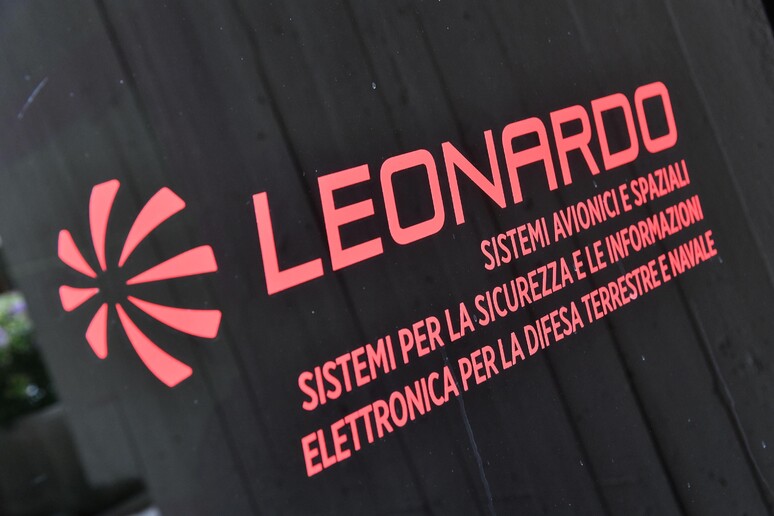 LEONARDO
SISTEMI AVIONICI E SPAZIALI
SISTEMI PER LA SICUREZZA E LE INFORMAZIONI
ELETTRONICA PER LA DIFESA TERRESTRE E NAVALE